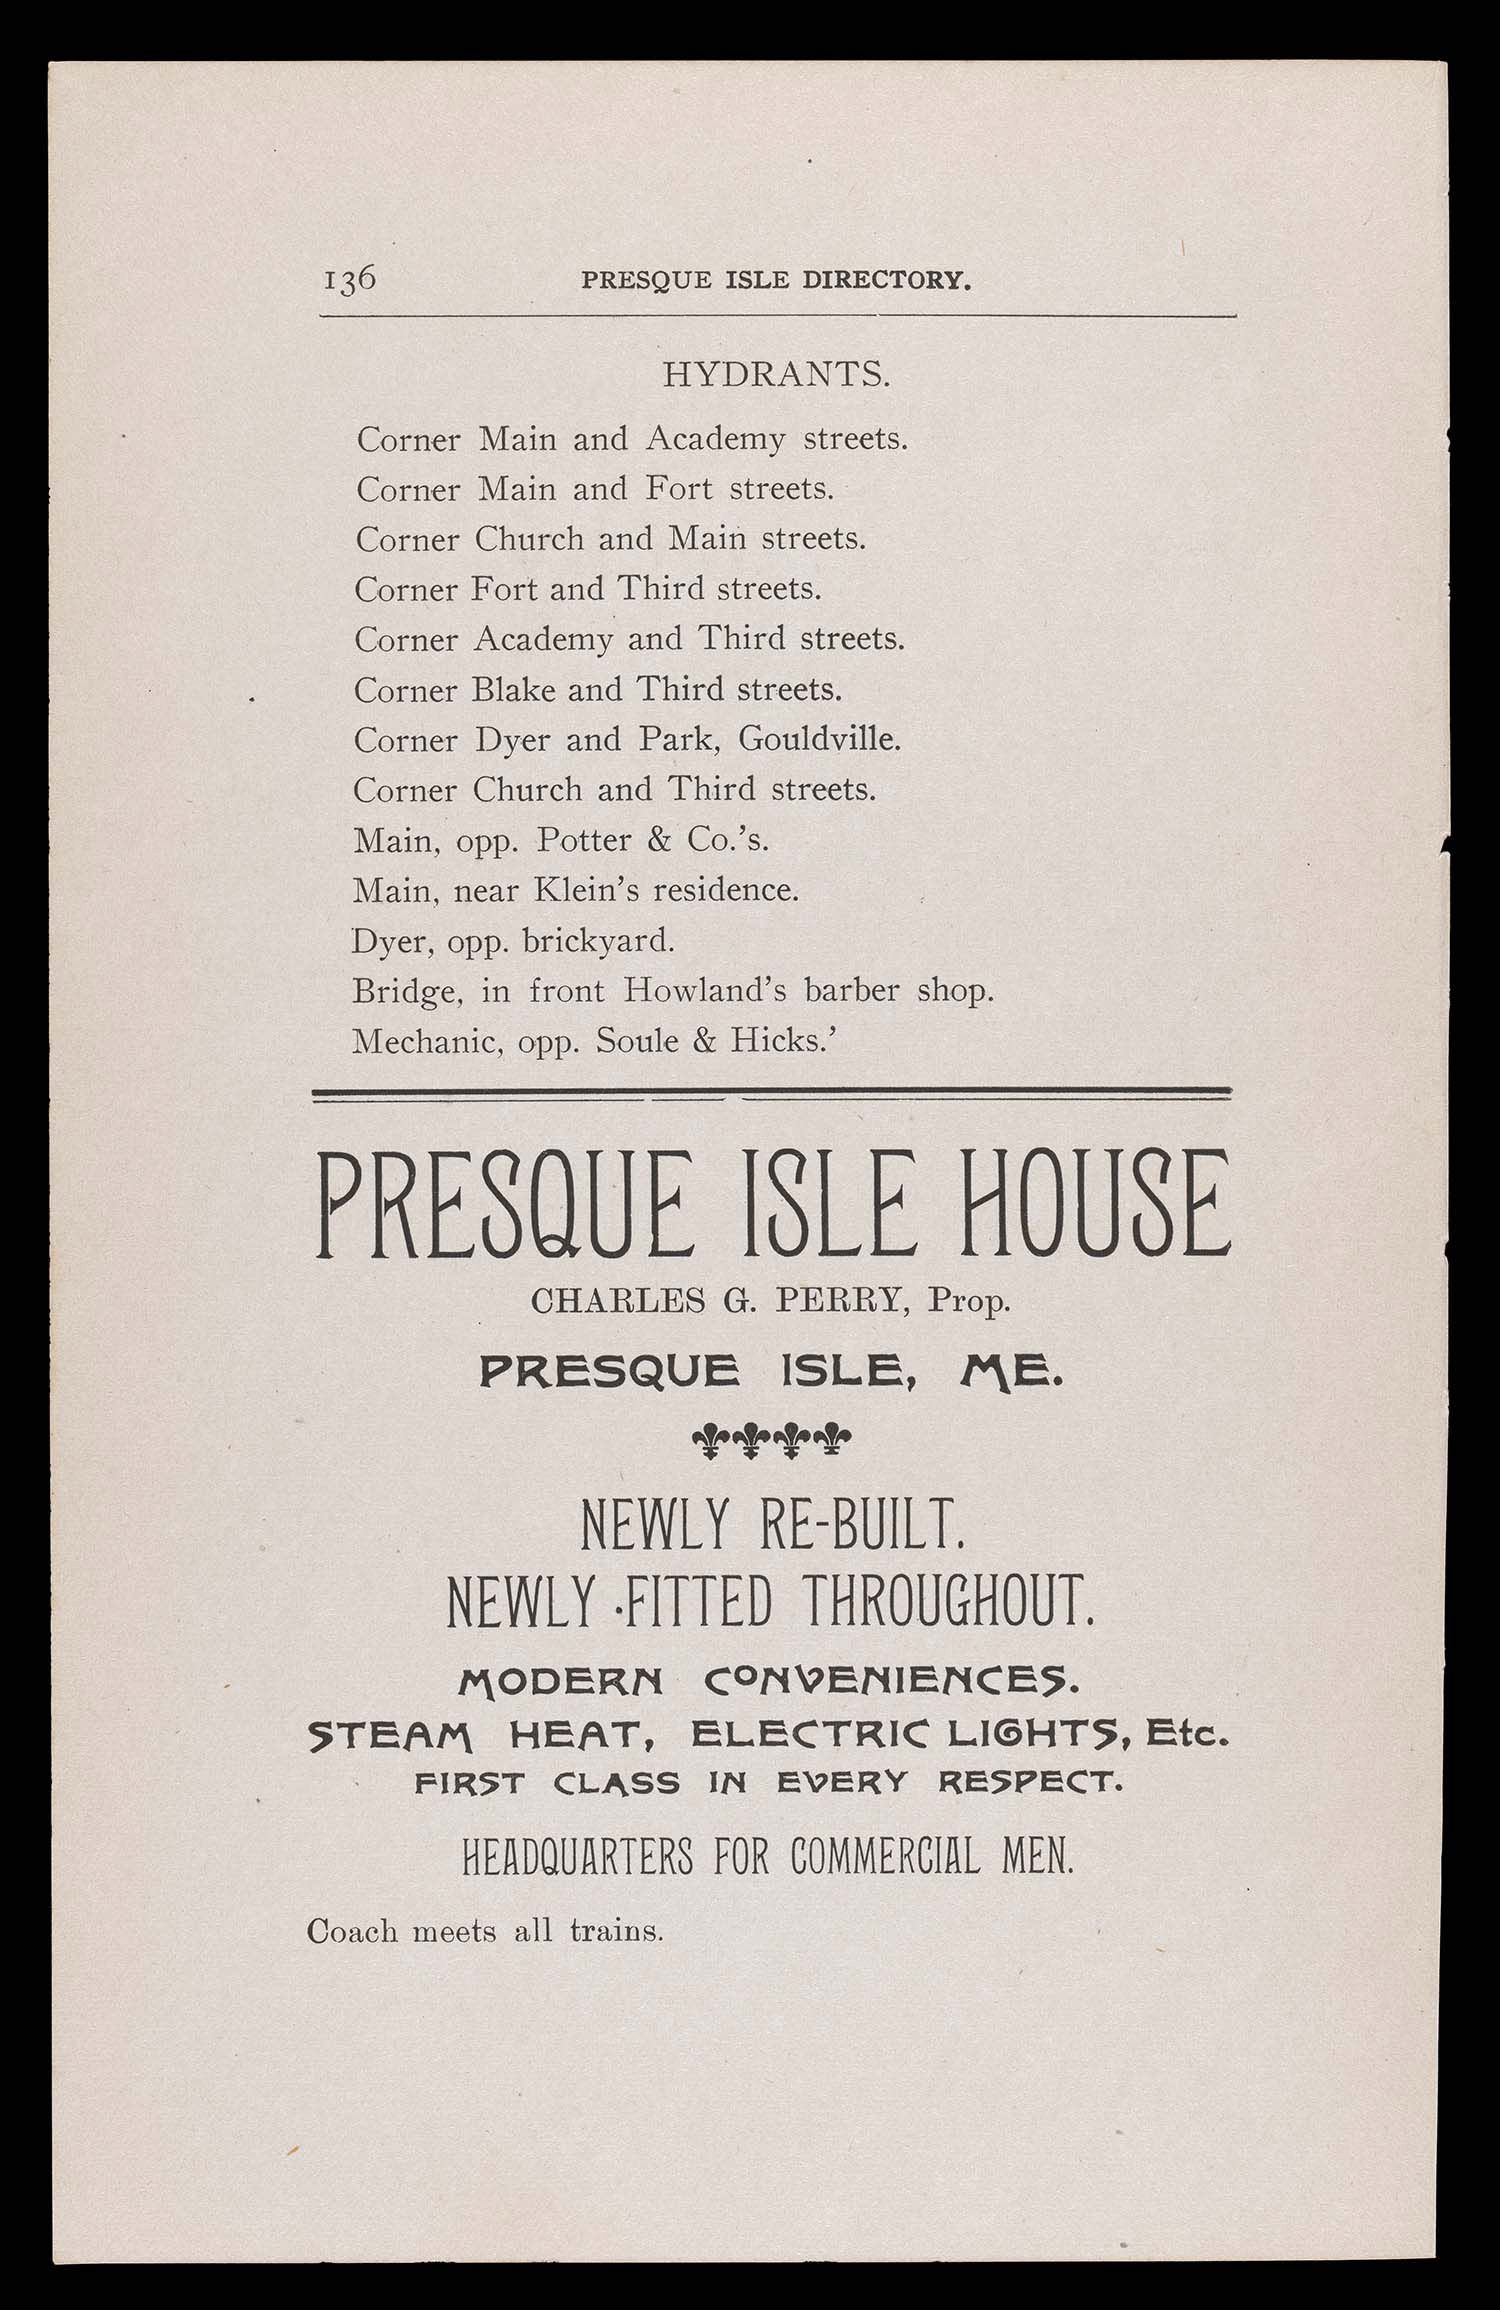 136 PRESQUE ISLE DIRECTORY.
HYDRANTS.
Corner Main and Academy streets.
Corner Main and Fort streets.
Corner Church and Main streets.
Corner Fort and Third streets.
Corner Academy and Third streets.
Corner Blake and Third streets.
Corner Dyer and Park, Gouldville.
Corner Church and Third streets.
Main, opp. Potter & Co.'s.
Main, near Klein's residence.
Dyer, opp. brickyard.
Bridge, in front Howland's barber shop.
Mechanic, opp. Soule & Hicks.'
PRESQUE ISLE HOUSE
CHARLES G. PERRY, Prop.
PRESQUE ISLE, ME.
NEWLY RE-BUILT.
NEWLY FITTED THROUGHOUT.
MODERN CONVENIENCES.
STEAM HEAT, ELECTRIC LIGHTS, Etc.
FIRST CLASS IN EVERY RESPECT.
HEADQUARTERS FOR COMMERCIAL MEN.
Coach meets all trains.